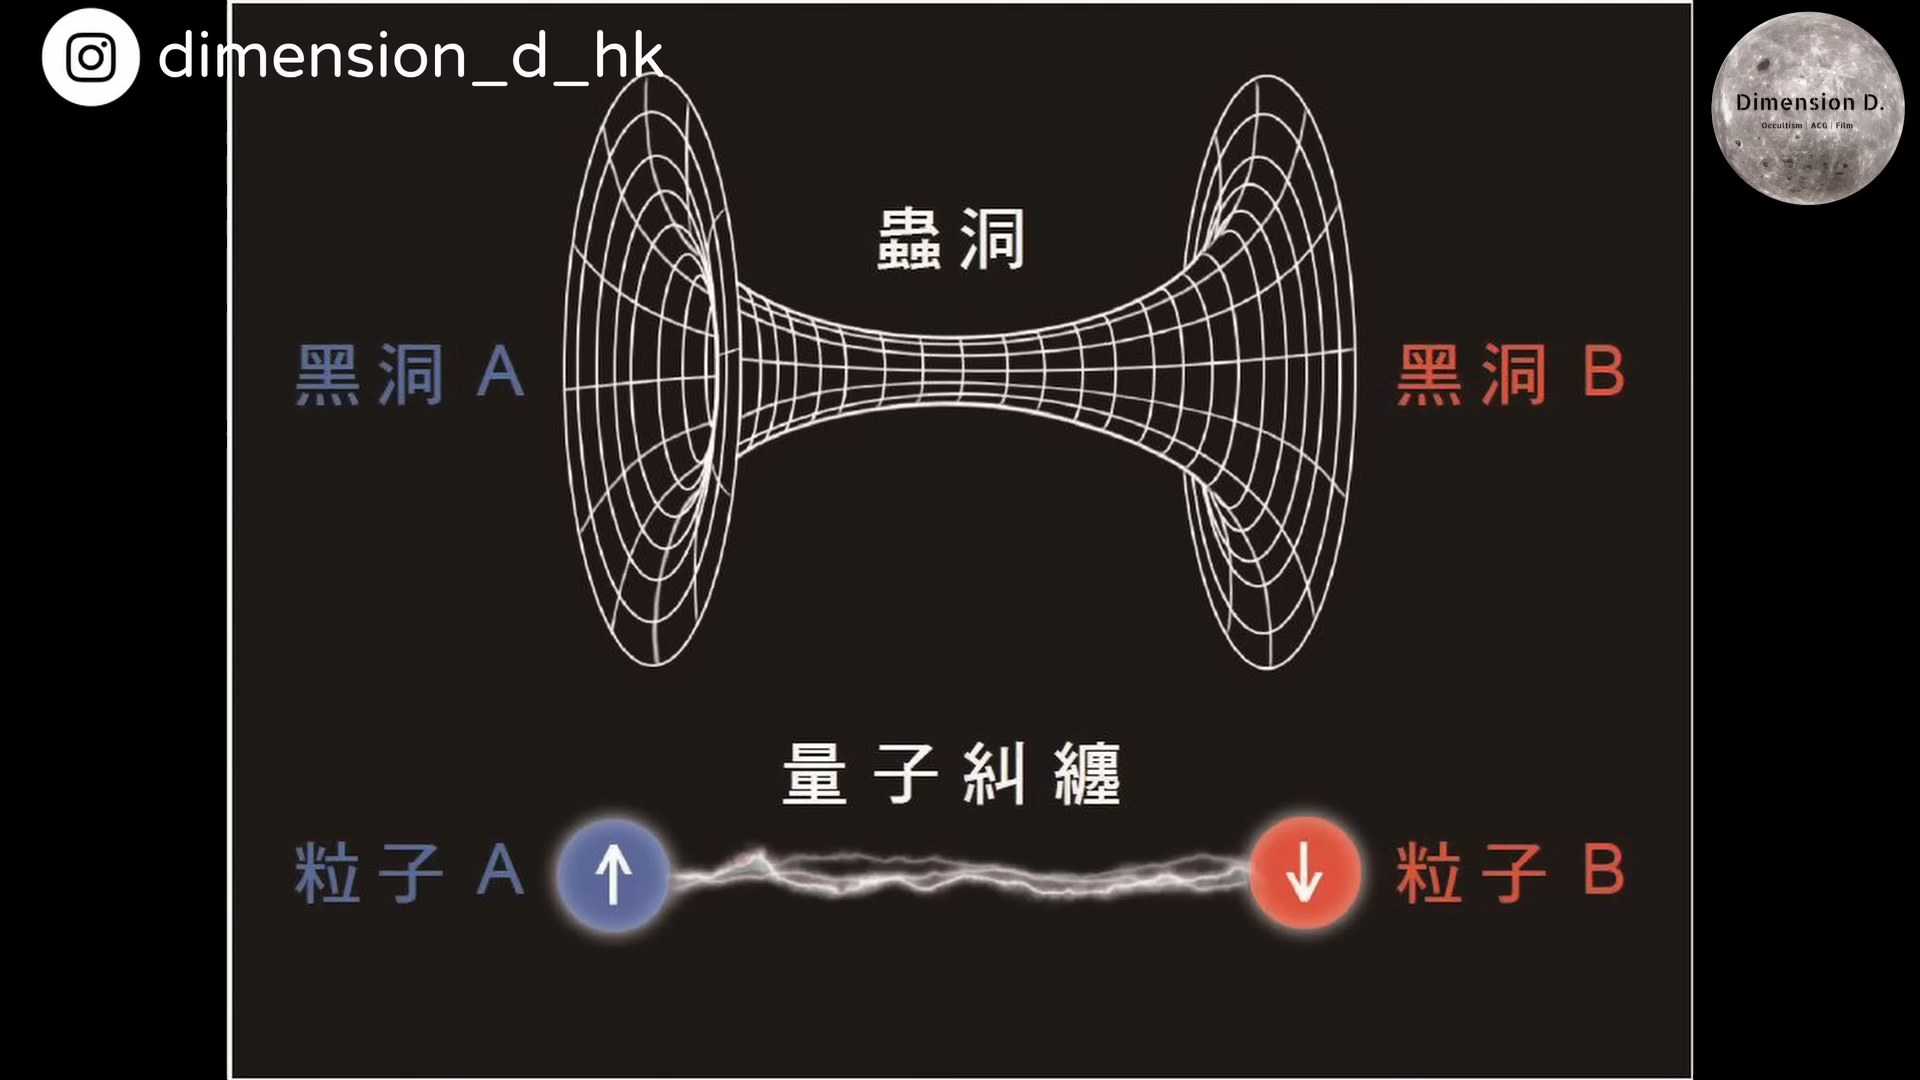 dimension_d_hk
Dimension D.
Occultism | ACG | Film
蟲洞
黑洞 A
黑洞 B
量子糾纏
粒子 A
粒子 B